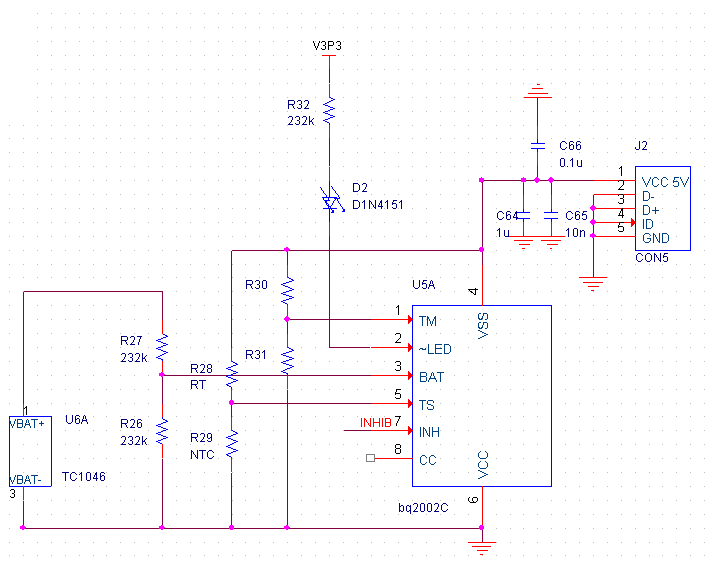 V3P3
R32
232k
D2
D1N4151
C66
0.1u
J2
1
2
3
4
5
VCC 5V
D-
D+
ID
GND
CON5
C64
1u
C65
10n
R30
R31
U5A
4
VSS
1
TM
2
~LED
3
BAT
5
TS
INHIB
7
INH
8
CC
VCC
6
bq2002C
R27
232k
R28
RT
R26
232k
R29
NTC
1
VBAT+
U6A
VBAT-
3
TC1046